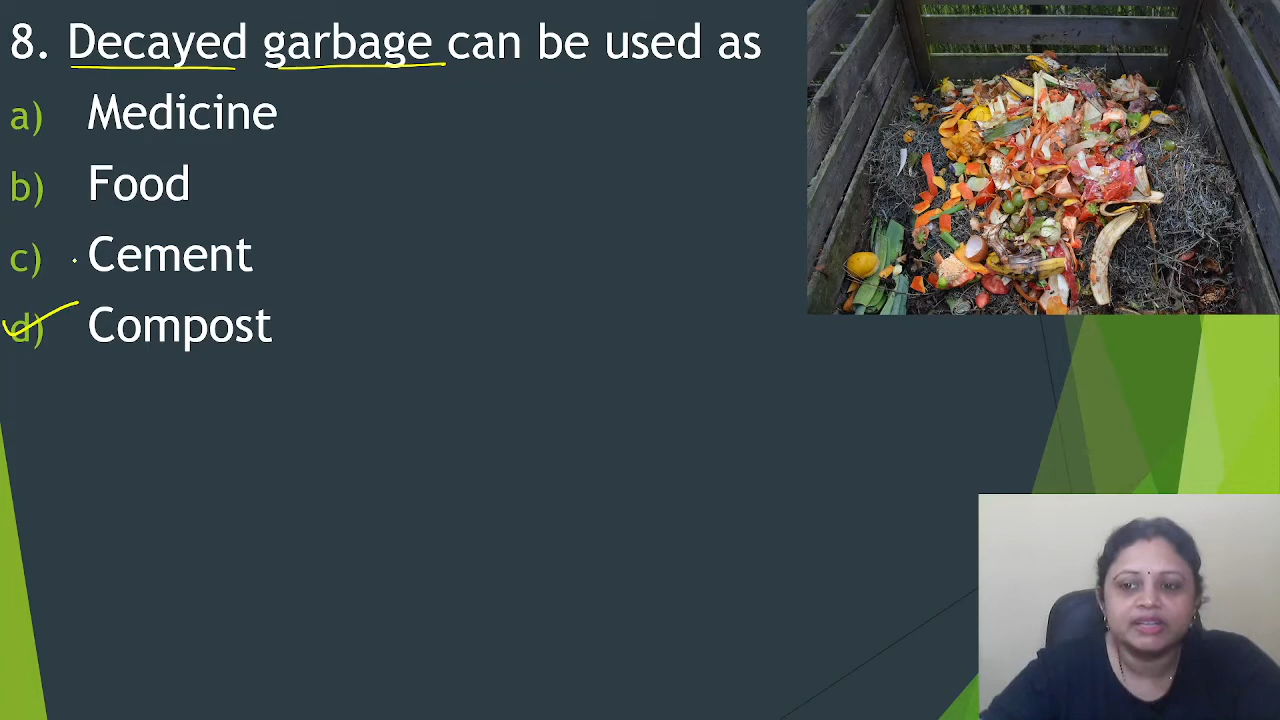 8. Decayed garbage can be used as
a) Medicine
b) Food
c) Cement
d) Compost